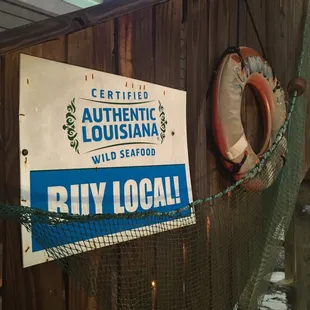 CERTIFIED
AUTHENTIC
LOUISIANA
WILD SEAFOOD
BUY LOCAL!